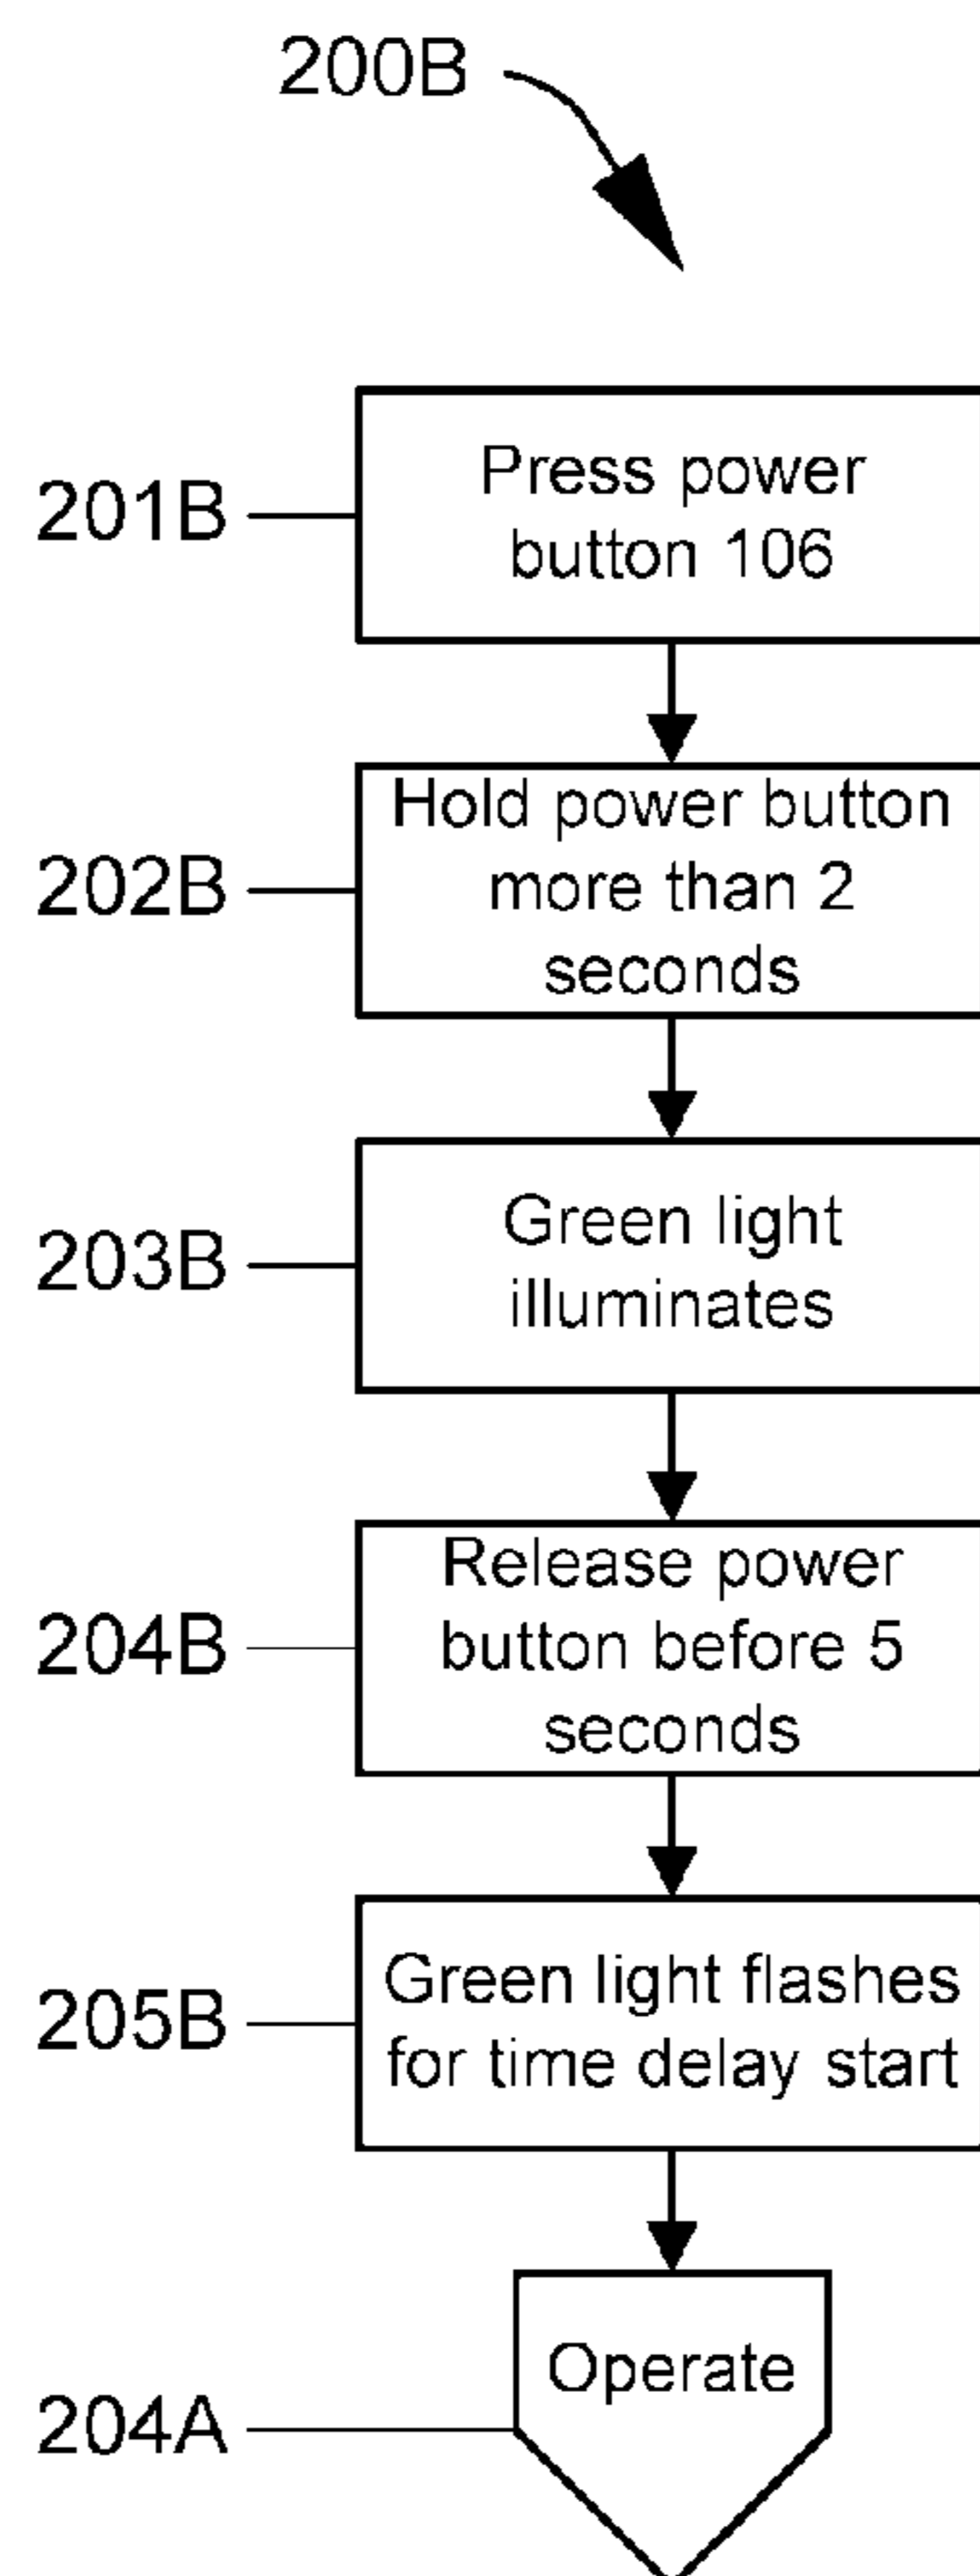 200B
201B
Press power
button 106
202B
Hold power button
more than 2
seconds
203B
Green light
illuminates
204B
Release power
button before 5
seconds
205B
Green light flashes
for time delay start
204A
Operate